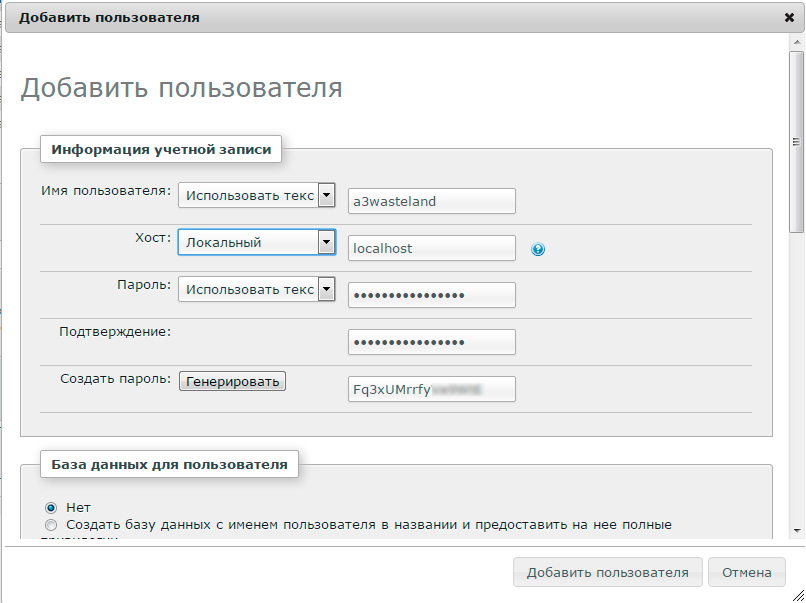 Добавить пользователя
Добавить пользователя
Информация учетной записи
Имя пользователя: Использовать текс a3wasteland
Хост: Локальный localhost
Пароль: Использовать текс ••••••••••••••••
Подтверждение: ••••••••••••••••
Создать пароль: Генерировать Fq3xUMrrfy
База данных для пользователя
Нет
Создать базу данных с именем пользователя в названии и предоставить на нее полные
Добавить пользователя Отмена